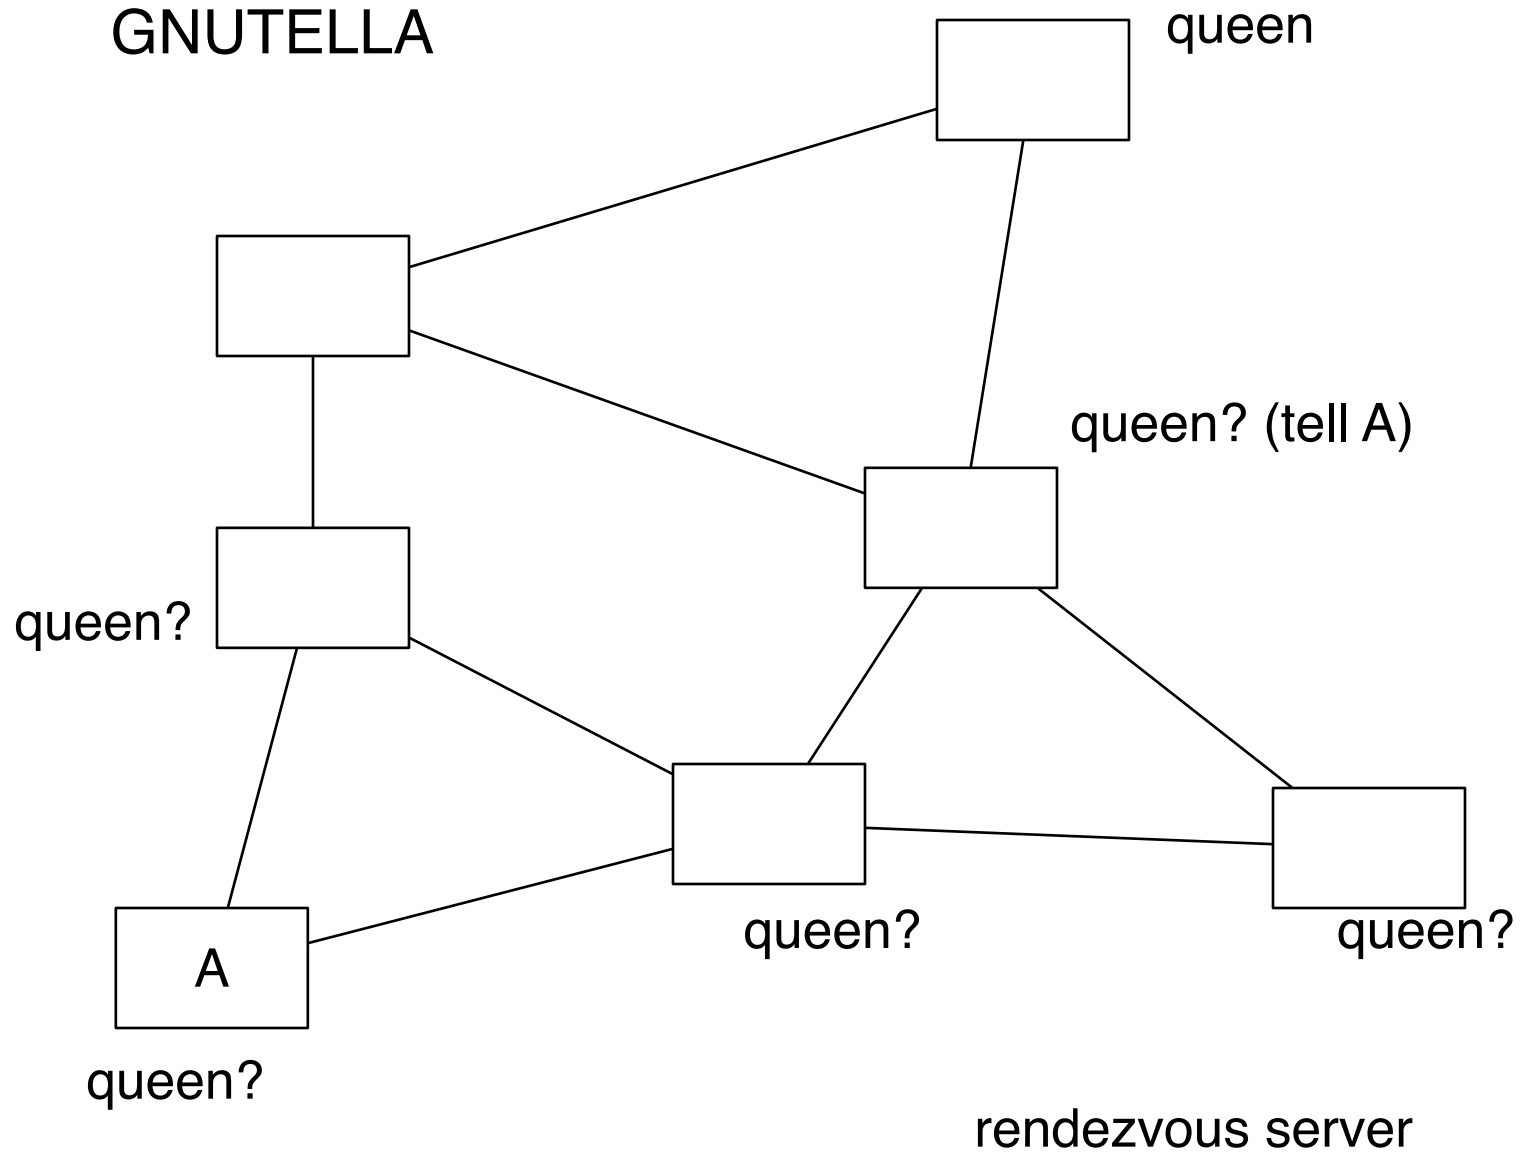 GNUTELLA
queen
queen? (tell A)
queen?
queen?
queen?
A
queen?
rendezvous server